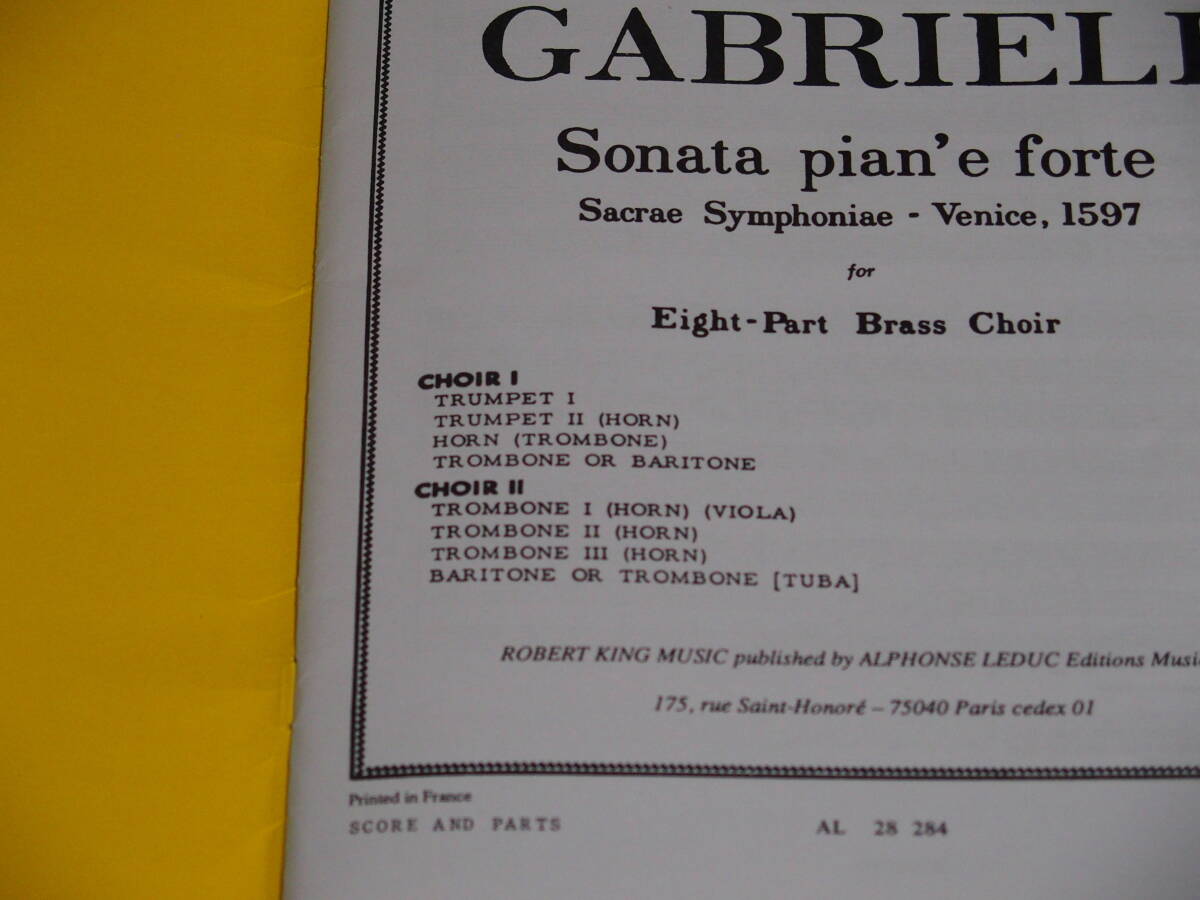 GABRIELI
Sonata pian'e forte
Sacrae Symphoniae - Venice, 1597
for
Eight-Part Brass Choir
CHOIR I
TRUMPET I
TRUMPET II (HORN)
HORN (TROMBONE)
TROMBONE OR BARITONE
CHOIR II
TROMBONE I (HORN) (VIOLA)
TROMBONE II (HORN)
TROMBONE III (HORN)
BARITONE OR TROMBONE [TUBA]
ROBERT KING MUSIC published by ALPHONSE LEDUC Editions Musi
175, rue Saint-Honoré – 75040 Paris cedex 01
Printed in France
SCORE AND PARTS
AL 28 284